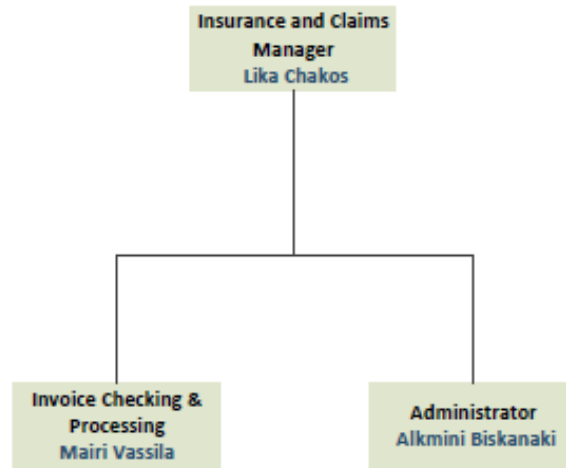 Insurance and Claims
Manager
Lika Chakos
Invoice Checking &
Processing
Mairi Vassila
Administrator
Alkmini Biskanaki